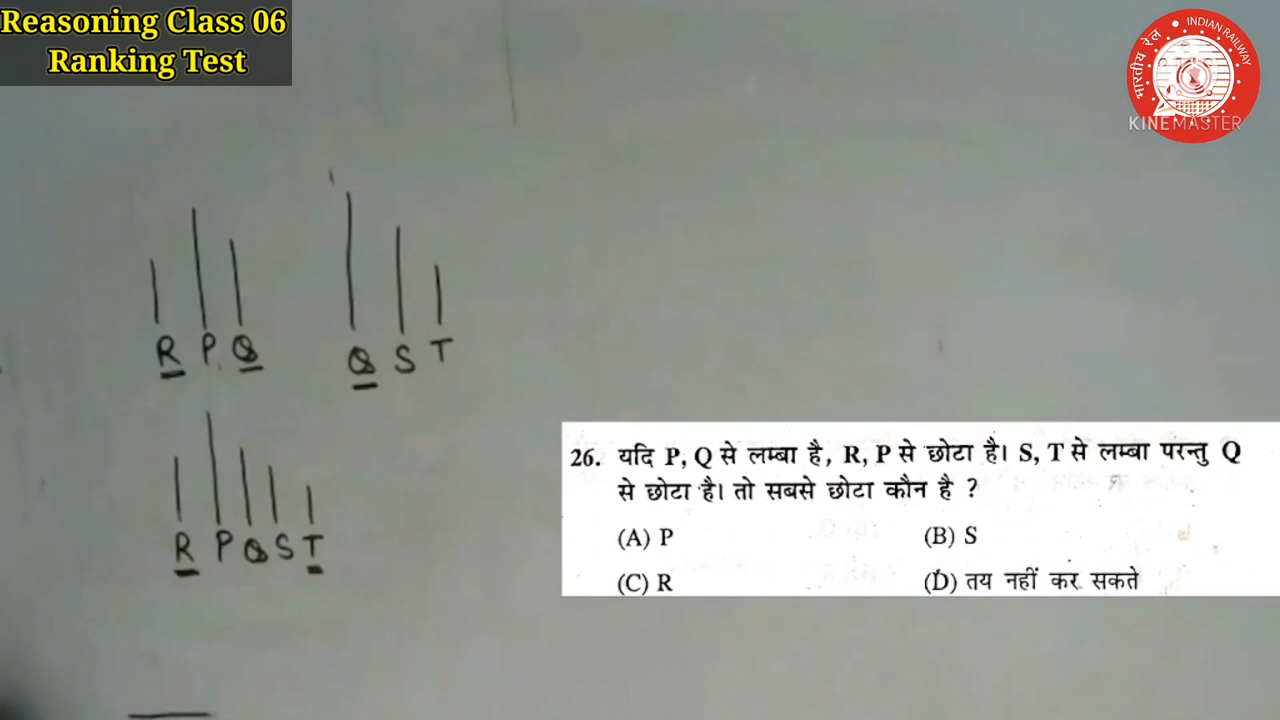 Reasoning Class 06
Ranking Test
भारतीय रेल
INDIAN RAILWAY
KINEMASTER
R P Q
Q S T
R P Q S T
26. यदि P, Q से लम्बा है, R, P से छोटा है। S, T से लम्बा परन्तु Q
से छोटा है। तो सबसे छोटा कौन है ?
(A) P (B) S
(C) R (D) तय नहीं कर सकते